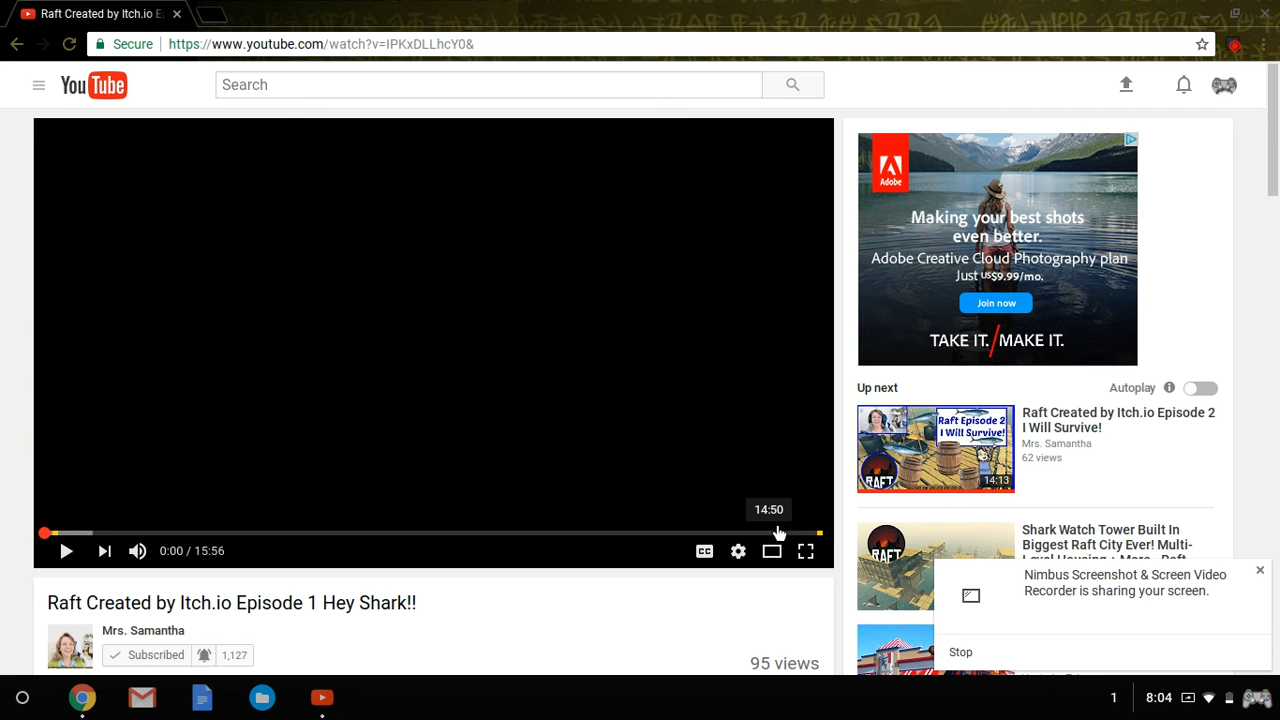 Raft Created by Itch.io E
Secure
https://www.youtube.com/watch?v=IPKxDLLhcY0&
YouTube
Search
Adobe
Making your best shots
even better.
Adobe Creative Cloud Photography plan
Just US$9.99/mo.
Join now
TAKE IT. / MAKE IT.
Up next
Autoplay
Raft Episode 2
I Will Survive!
RAFT
14:13
Raft Created by Itch.io Episode 2
I Will Survive!
Mrs. Samantha
62 views
14:50
0:00 / 15:56
CC
RAFT
Shark Watch Tower Built In
Biggest Raft City Ever! Multi-
Level Housing + More - Raft
Nimbus Screenshot & Screen Video
Recorder is sharing your screen.
Stop
Raft Created by Itch.io Episode 1 Hey Shark!!
Mrs. Samantha
Subscribed
1,127
95 views
1
8:04